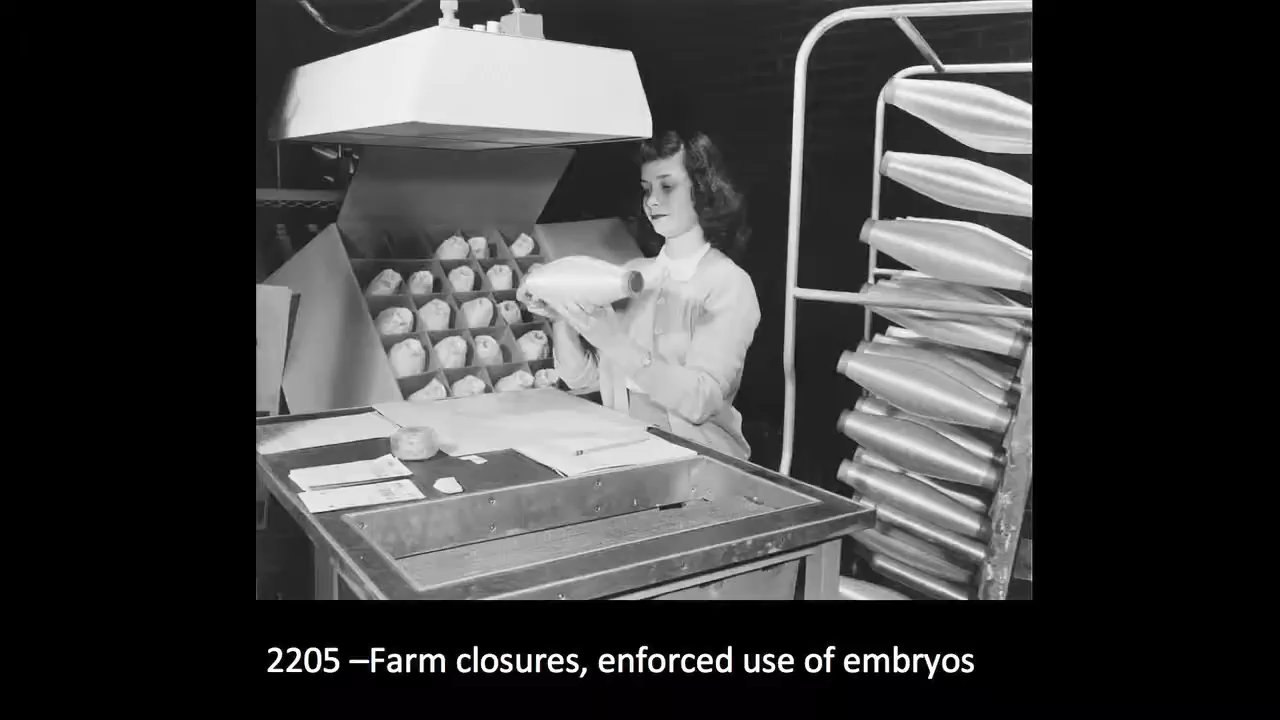 2205 –Farm closures, enforced use of embryos